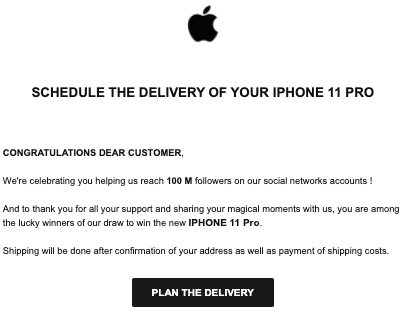 SCHEDULE THE DELIVERY OF YOUR IPHONE 11 PRO
CONGRATULATIONS DEAR CUSTOMER,
We're celebrating you helping us reach 100 M followers on our social networks accounts !
And to thank you for all your support and sharing your magical moments with us, you are among
the lucky winners of our draw to win the new IPHONE 11 Pro.
Shipping will be done after confirmation of your address as well as payment of shipping costs.
PLAN THE DELIVERY